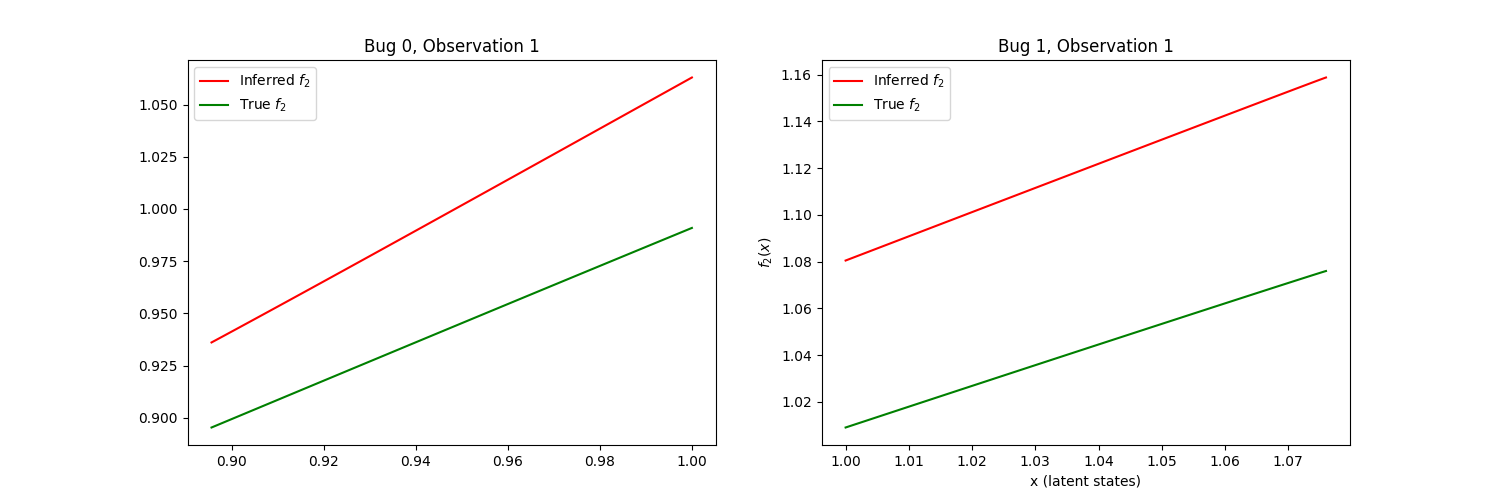 Bug 0, Observation 1
Inferred f₂
True f₂
1.050
1.025
1.000
0.975
0.950
0.925
0.900
0.90 0.92 0.94 0.96 0.98 1.00
Bug 1, Observation 1
Inferred f₂
True f₂
f₂(x)
1.16
1.14
1.12
1.10
1.08
1.06
1.04
1.02
1.00 1.01 1.02 1.03 1.04 1.05 1.06 1.07
x (latent states)